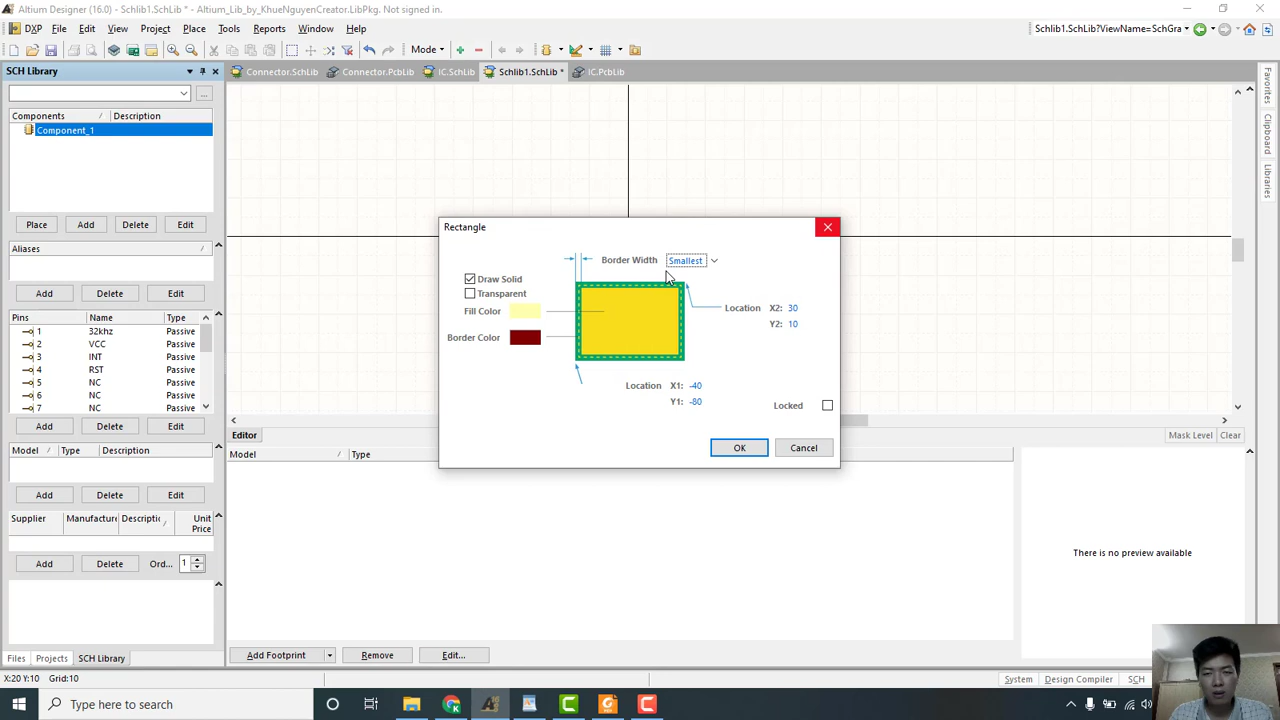 Altium Designer (16.0) - Schlib1.SchLib * - Altium_Lib_by_KhueNguyenCreator.LibPkg. Not signed in.
DXP File Edit View Project Place Tools Reports Window Help
Schlib1.SchLib?ViewName=SchGra
Mode
SCH Library
Connector.SchLib Connector.PcbLib IC.SchLib Schlib1.SchLib * IC.PcbLib
...
Components / Description
Component_1
Place Add Delete Edit
Aliases
Add Delete Edit
Pins / Name Type
1 32khz Passive
2 VCC Passive
3 INT Passive
4 RST Passive
5 NC Passive
6 NC Passive
7 NC Passive
Add Delete Edit
Model / Type Description
Add Delete Edit
Supplier Manufacture Descriptic / Unit Price
Add Delete Ord... 1
Files Projects SCH Library
X:20 Y:10 Grid:10
Rectangle
Border Width Smallest
Draw Solid
Transparent
Fill Color
Border Color
Location X2: 30
Y2: 10
Location X1: -40
Y1: -80
Locked
OK Cancel
Editor
Mask Level Clear
Model / Type
There is no preview available
Add Footprint Remove Edit...
System Design Compiler SCH
Favorites
Clipboard
Libraries
Type here to search